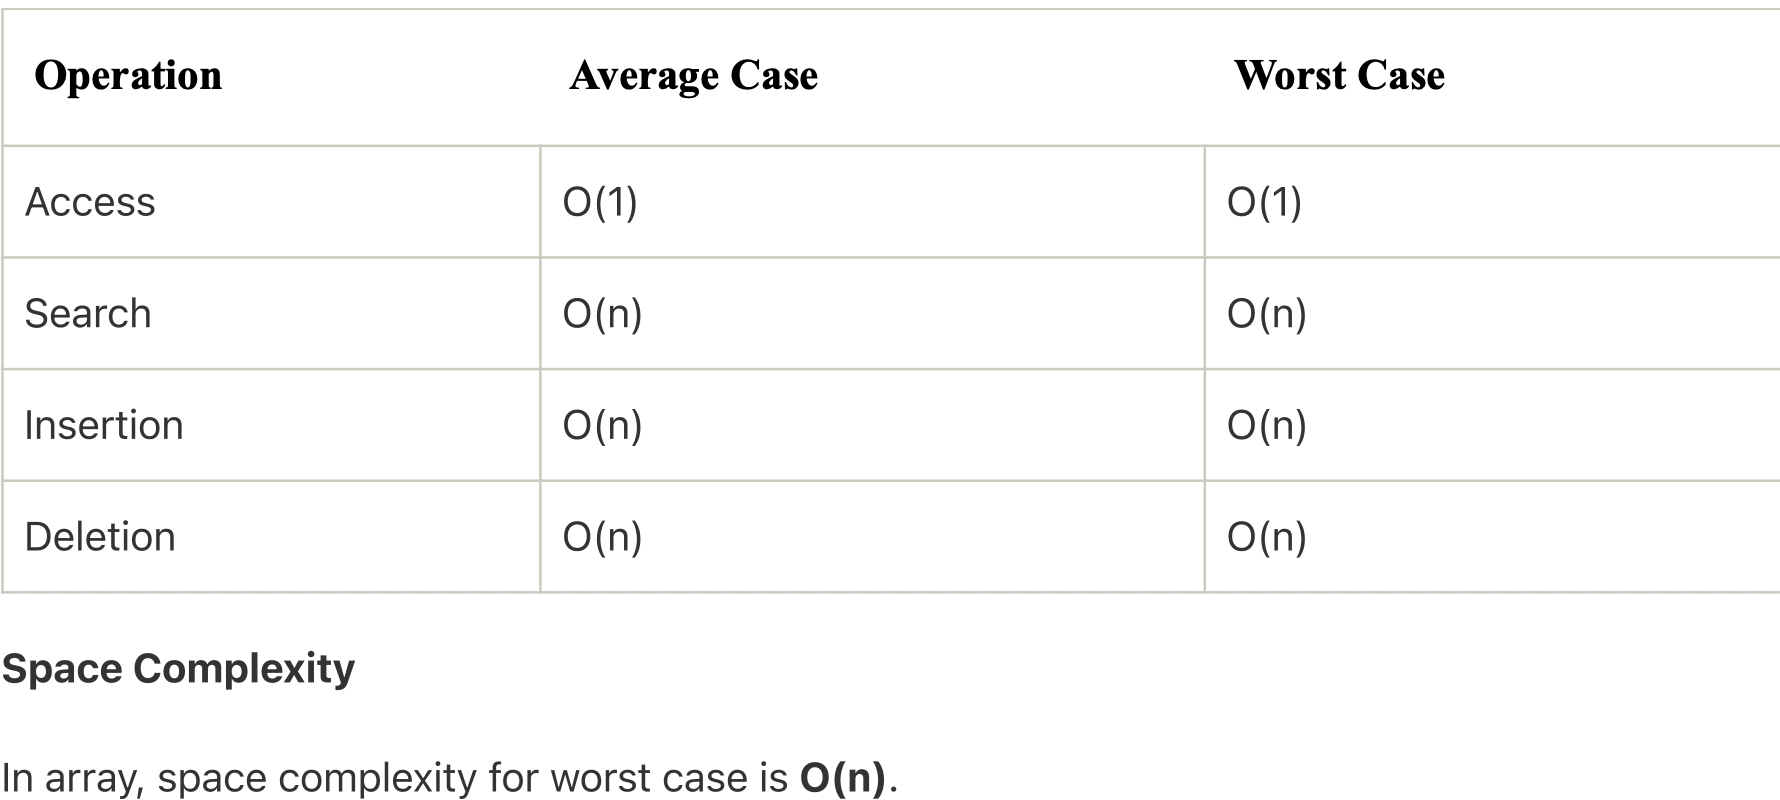 Operation Average Case Worst Case
Access O(1) O(1)
Search O(n) O(n)
Insertion O(n) O(n)
Deletion O(n) O(n)
Space Complexity
In array, space complexity for worst case is O(n).